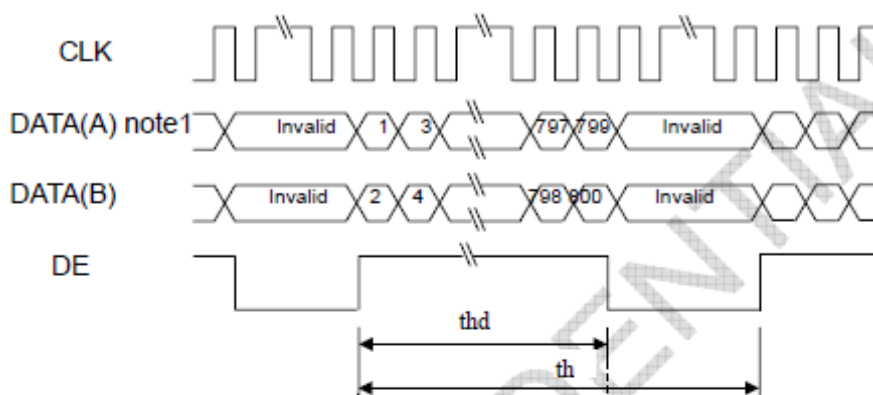 CLK
DATA(A) note1 Invalid 1 3 797 799 Invalid
DATA(B) Invalid 2 4 798 800 Invalid
DE
thd
th